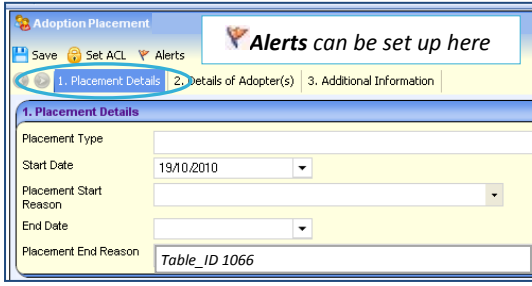 Adoption Placement
Alerts can be set up here
Save Set ACL Alerts
1. Placement Details 2. Details of Adopter(s) 3. Additional Information
1. Placement Details
Placement Type
Start Date 19/10/2010
Placement Start
Reason
End Date
Placement End Reason Table_ID 1066